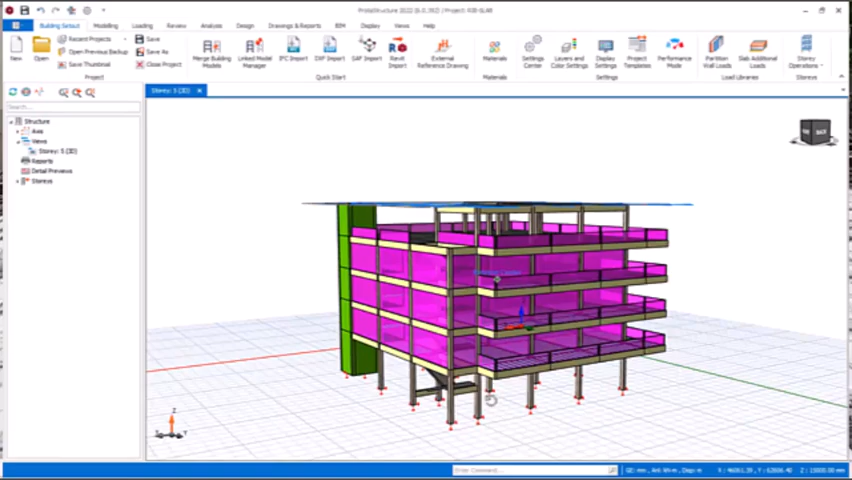 ProtaStructure 2022
Building Setout Modelling Loading Review Analysis Design Drawings & Reports BIM Display Views Help
New
Open
Recent Projects
Open Previous Backup
Save Thumbnail
Save
Save As
Close Project
Merge Building Models
Linked Model Manager
IFC Import
DXF Import
SAF Import
Revit Import
External Reference Drawing
Materials
Settings Center
Layers and Color Settings
Display Settings
Project Templates
Performance Mode
Partition Wall Loads
Slab Additional Loads
Storey Operations
Project
Quick Start
Materials
Settings
Load Libraries
Storeys
Storey: 5 (3D)
Search...
Structure
Axis
Views
Storey: 5 (3D)
Reports
Detail Previews
Storeys
BACK
Z
Enter Command...